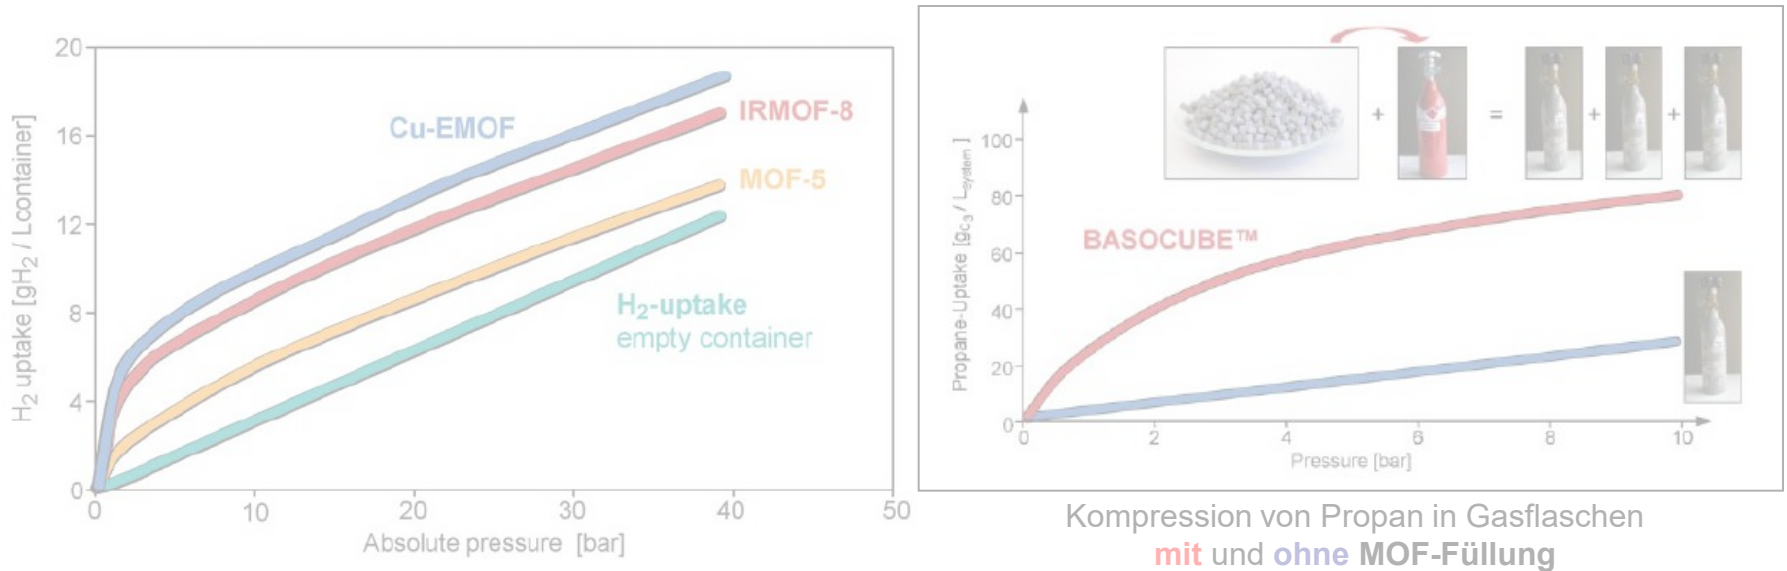 20
16
12
8
4
0
H2 uptake [gH2 / Lcontainer]
Cu-EMOF
IRMOF-8
MOF-5
H2-uptake
empty container
0 10 20 30 40 50
Absolute pressure [bar]
+ = + +
100
80
60
40
20
0
Propane-Uptake [gC3 / Lsystem]
BASOCUBE™
0 2 4 6 8 10
Pressure [bar]
Kompression von Propan in Gasflaschen
mit und ohne MOF-Füllung